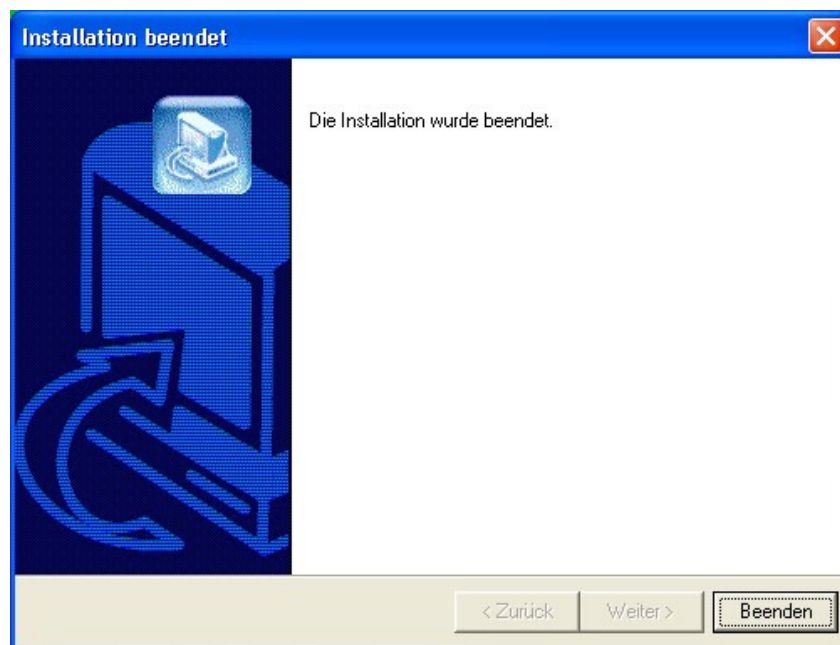 Installation beendet
Die Installation wurde beendet.
< Zurück
Weiter >
Beenden